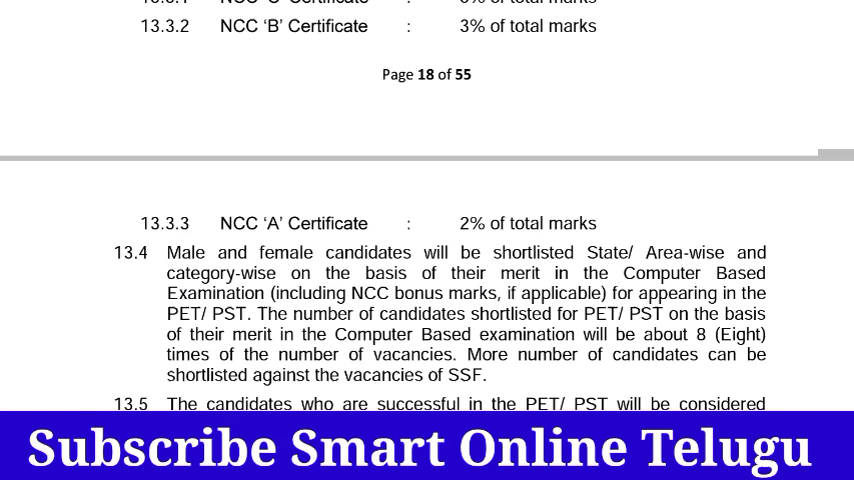 13.3.2 NCC ‘B’ Certificate : 3% of total marks
Page 18 of 55
13.3.3 NCC ‘A’ Certificate : 2% of total marks
13.4 Male and female candidates will be shortlisted State/ Area-wise and
category-wise on the basis of their merit in the Computer Based
Examination (including NCC bonus marks, if applicable) for appearing in the
PET/ PST. The number of candidates shortlisted for PET/ PST on the basis
of their merit in the Computer Based examination will be about 8 (Eight)
times of the number of vacancies. More number of candidates can be
shortlisted against the vacancies of SSF.
13.5 The candidates who are successful in the PET/ PST will be considered
Subscribe Smart Online Telugu